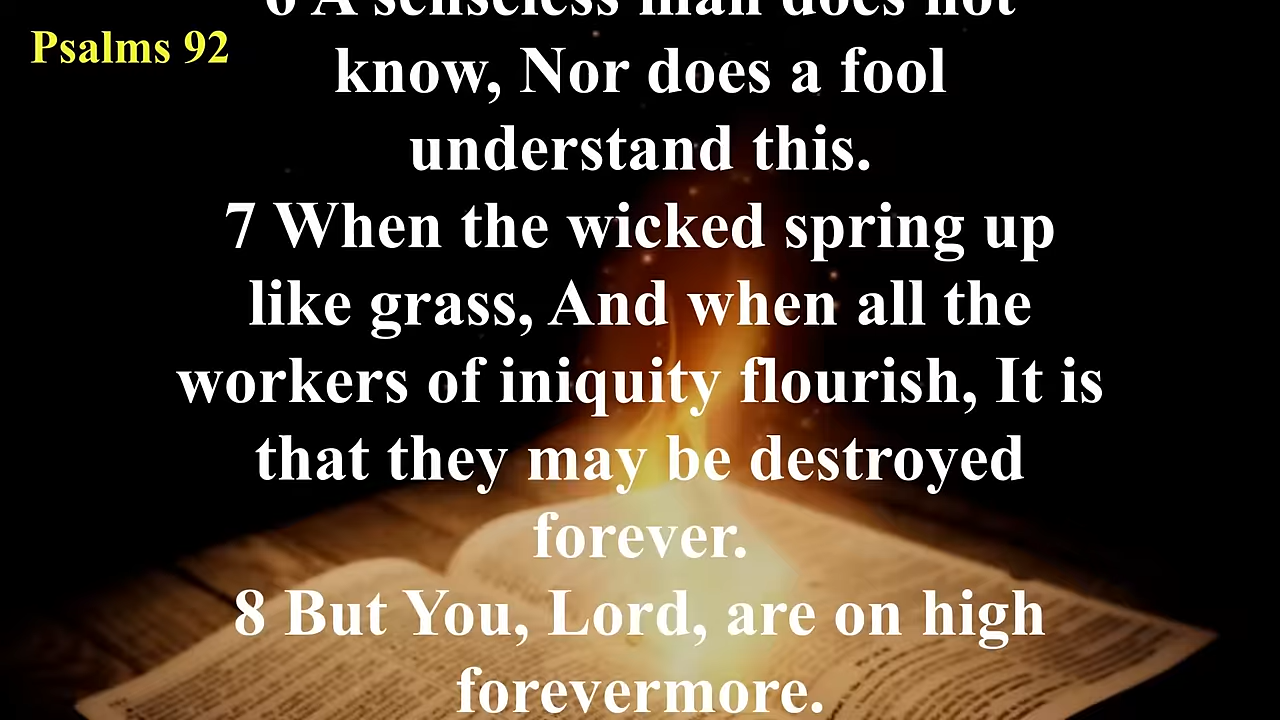 Psalms 92
6 A senseless man does not
know, Nor does a fool
understand this.
7 When the wicked spring up
like grass, And when all the
workers of iniquity flourish, It is
that they may be destroyed
forever.
8 But You, Lord, are on high
forevermore.